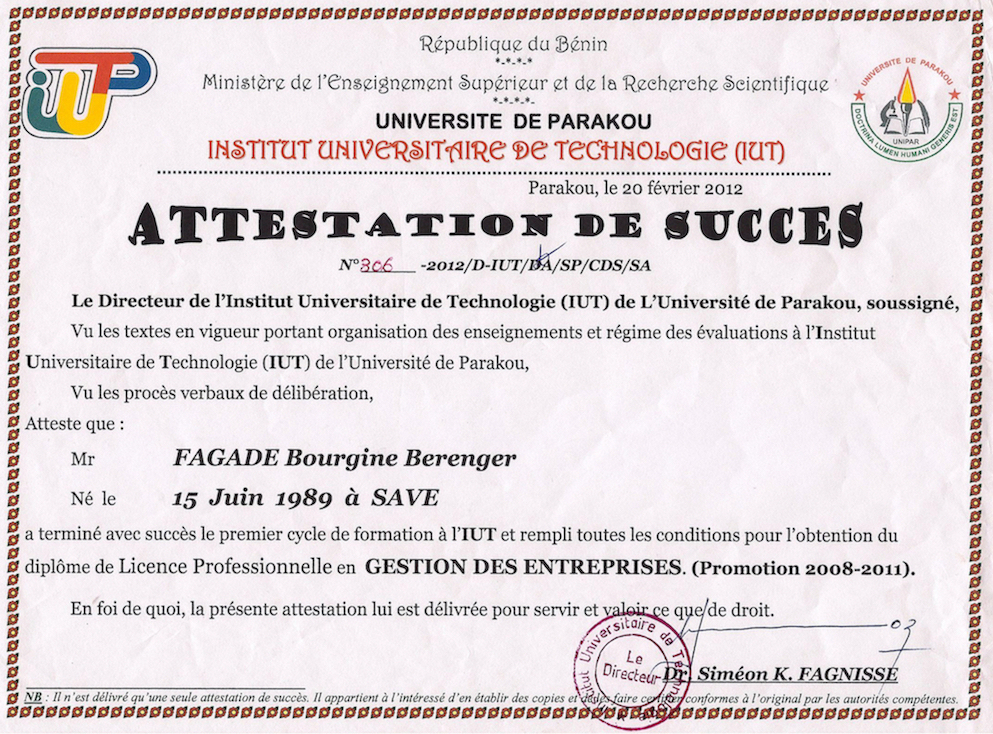 IUTP
République du Bénin
*-*-*-*
Ministère de l'Enseignement Supérieur et de la Recherche Scientifique
*-*-*-*-
UNIVERSITE DE PARAKOU
INSTITUT UNIVERSITAIRE DE TECHNOLOGIE (IUT)
UNIVERSITE DE PARAKOU
UNIPAR
DOCTRINA LUMEN HUMANI GENERIS EST
Parakou, le 20 février 2012
ATTESTATION DE SUCCES
N°306 -2012/D-IUT/DA/SP/CDS/SA
Le Directeur de l'Institut Universitaire de Technologie (IUT) de L'Université de Parakou, soussigné,
Vu les textes en vigueur portant organisation des enseignements et régime des évaluations à l'Institut
Universitaire de Technologie (IUT) de l'Université de Parakou,
Vu les procès verbaux de délibération,
Atteste que :
Mr FAGADE Bourgine Berenger
Né le 15 Juin 1989 à SAVE
a terminé avec succès le premier cycle de formation à l'IUT et rempli toutes les conditions pour l'obtention du
diplôme de Licence Professionnelle en GESTION DES ENTREPRISES. (Promotion 2008-2011).
En foi de quoi, la présente attestation lui est délivrée pour servir et valoir ce que de droit.
Institut Universitaire de Technologie
Le
Directeur
Dr. Siméon K. FAGNISSE
NB : Il n'est délivré qu'une seule attestation de succès. Il appartient à l'intéressé d'en établir des copies et de les faire certifier conformes à l'original par les autorités compétentes.